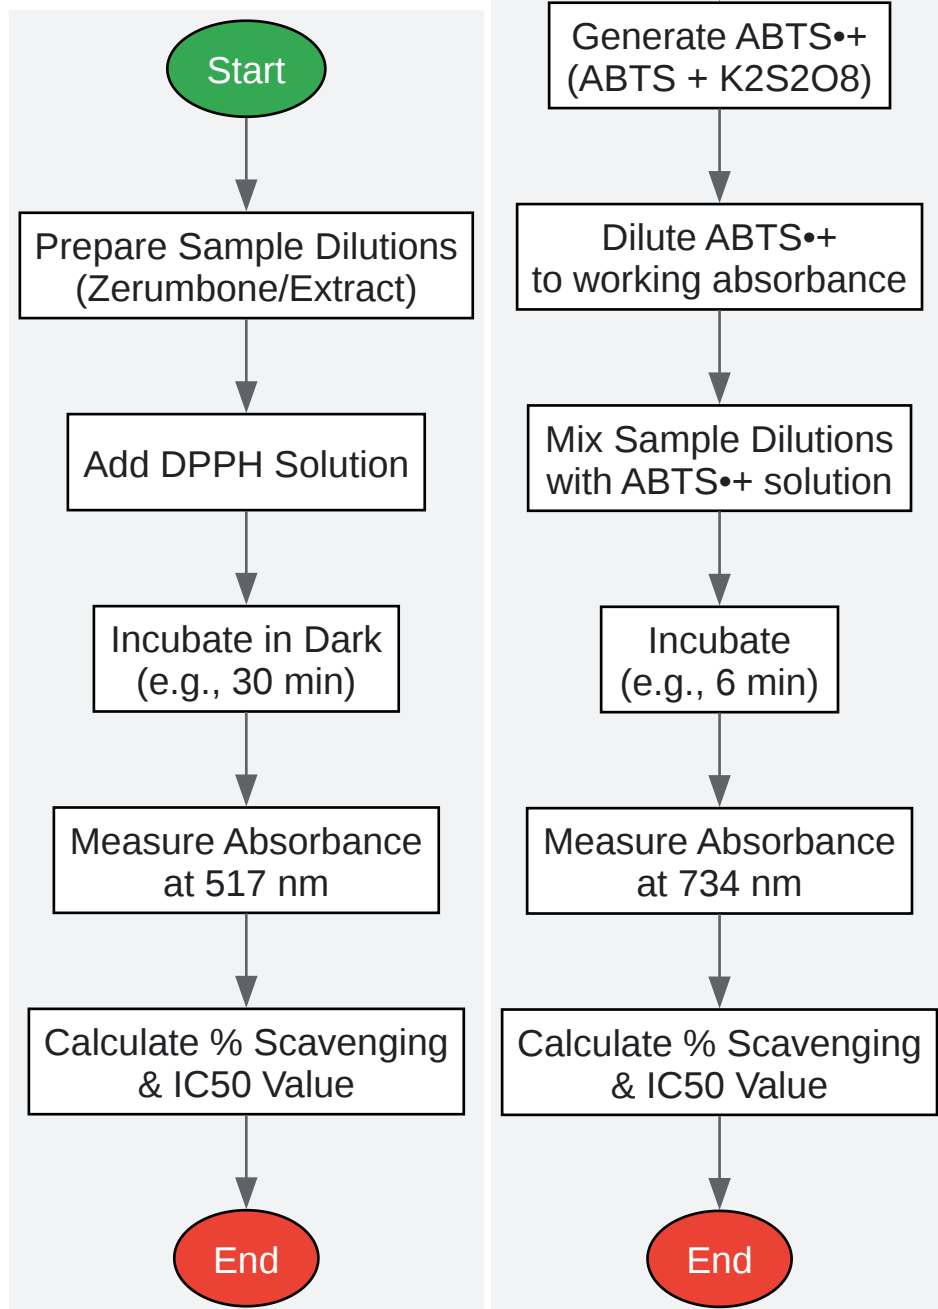 Start
Prepare Sample Dilutions
(Zerumbone/Extract)
Add DPPH Solution
Incubate in Dark
(e.g., 30 min)
Measure Absorbance
at 517 nm
Calculate % Scavenging
& IC50 Value
End
Generate ABTS•+
(ABTS + K2S2O8)
Dilute ABTS•+
to working absorbance
Mix Sample Dilutions
with ABTS•+ solution
Incubate
(e.g., 6 min)
Measure Absorbance
at 734 nm
Calculate % Scavenging
& IC50 Value
End